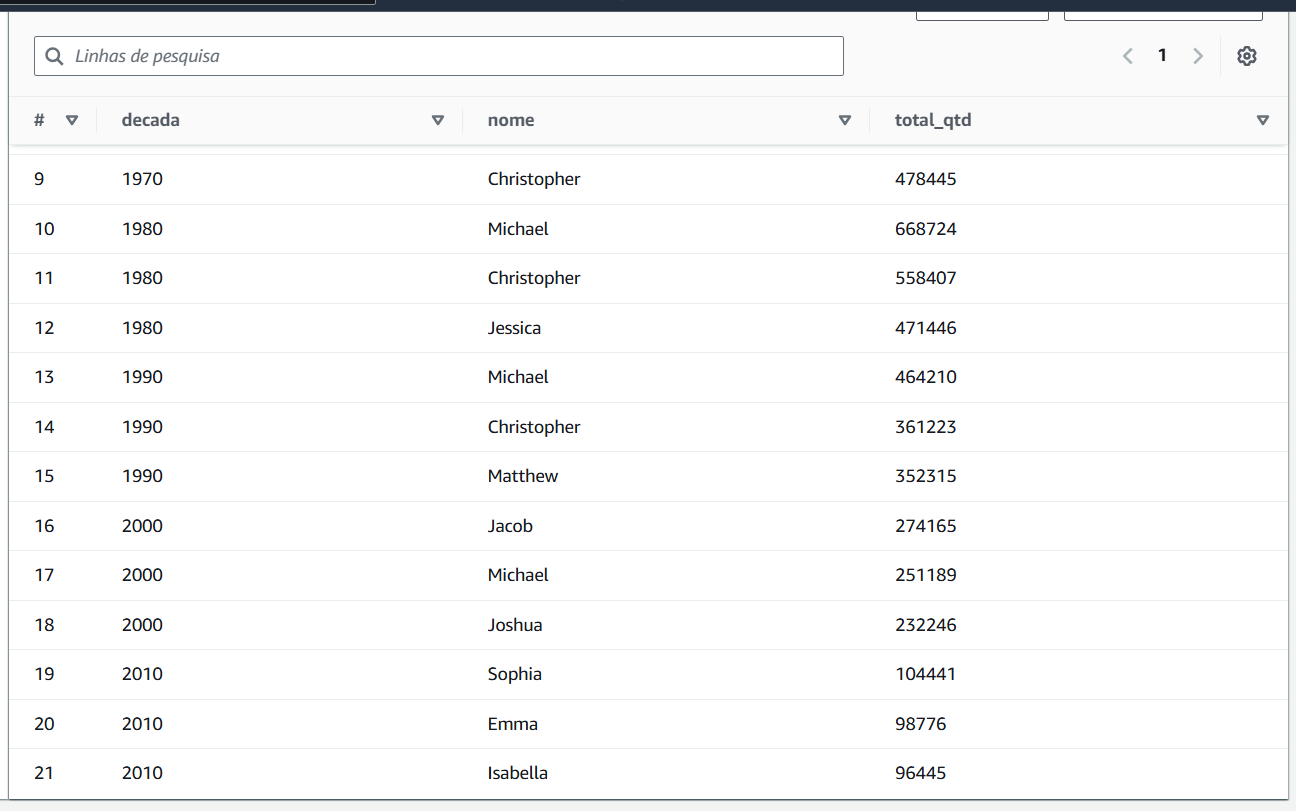 Linhas de pesquisa
1
# decada nome total_qtd
9 1970 Christopher 478445
10 1980 Michael 668724
11 1980 Christopher 558407
12 1980 Jessica 471446
13 1990 Michael 464210
14 1990 Christopher 361223
15 1990 Matthew 352315
16 2000 Jacob 274165
17 2000 Michael 251189
18 2000 Joshua 232246
19 2010 Sophia 104441
20 2010 Emma 98776
21 2010 Isabella 96445